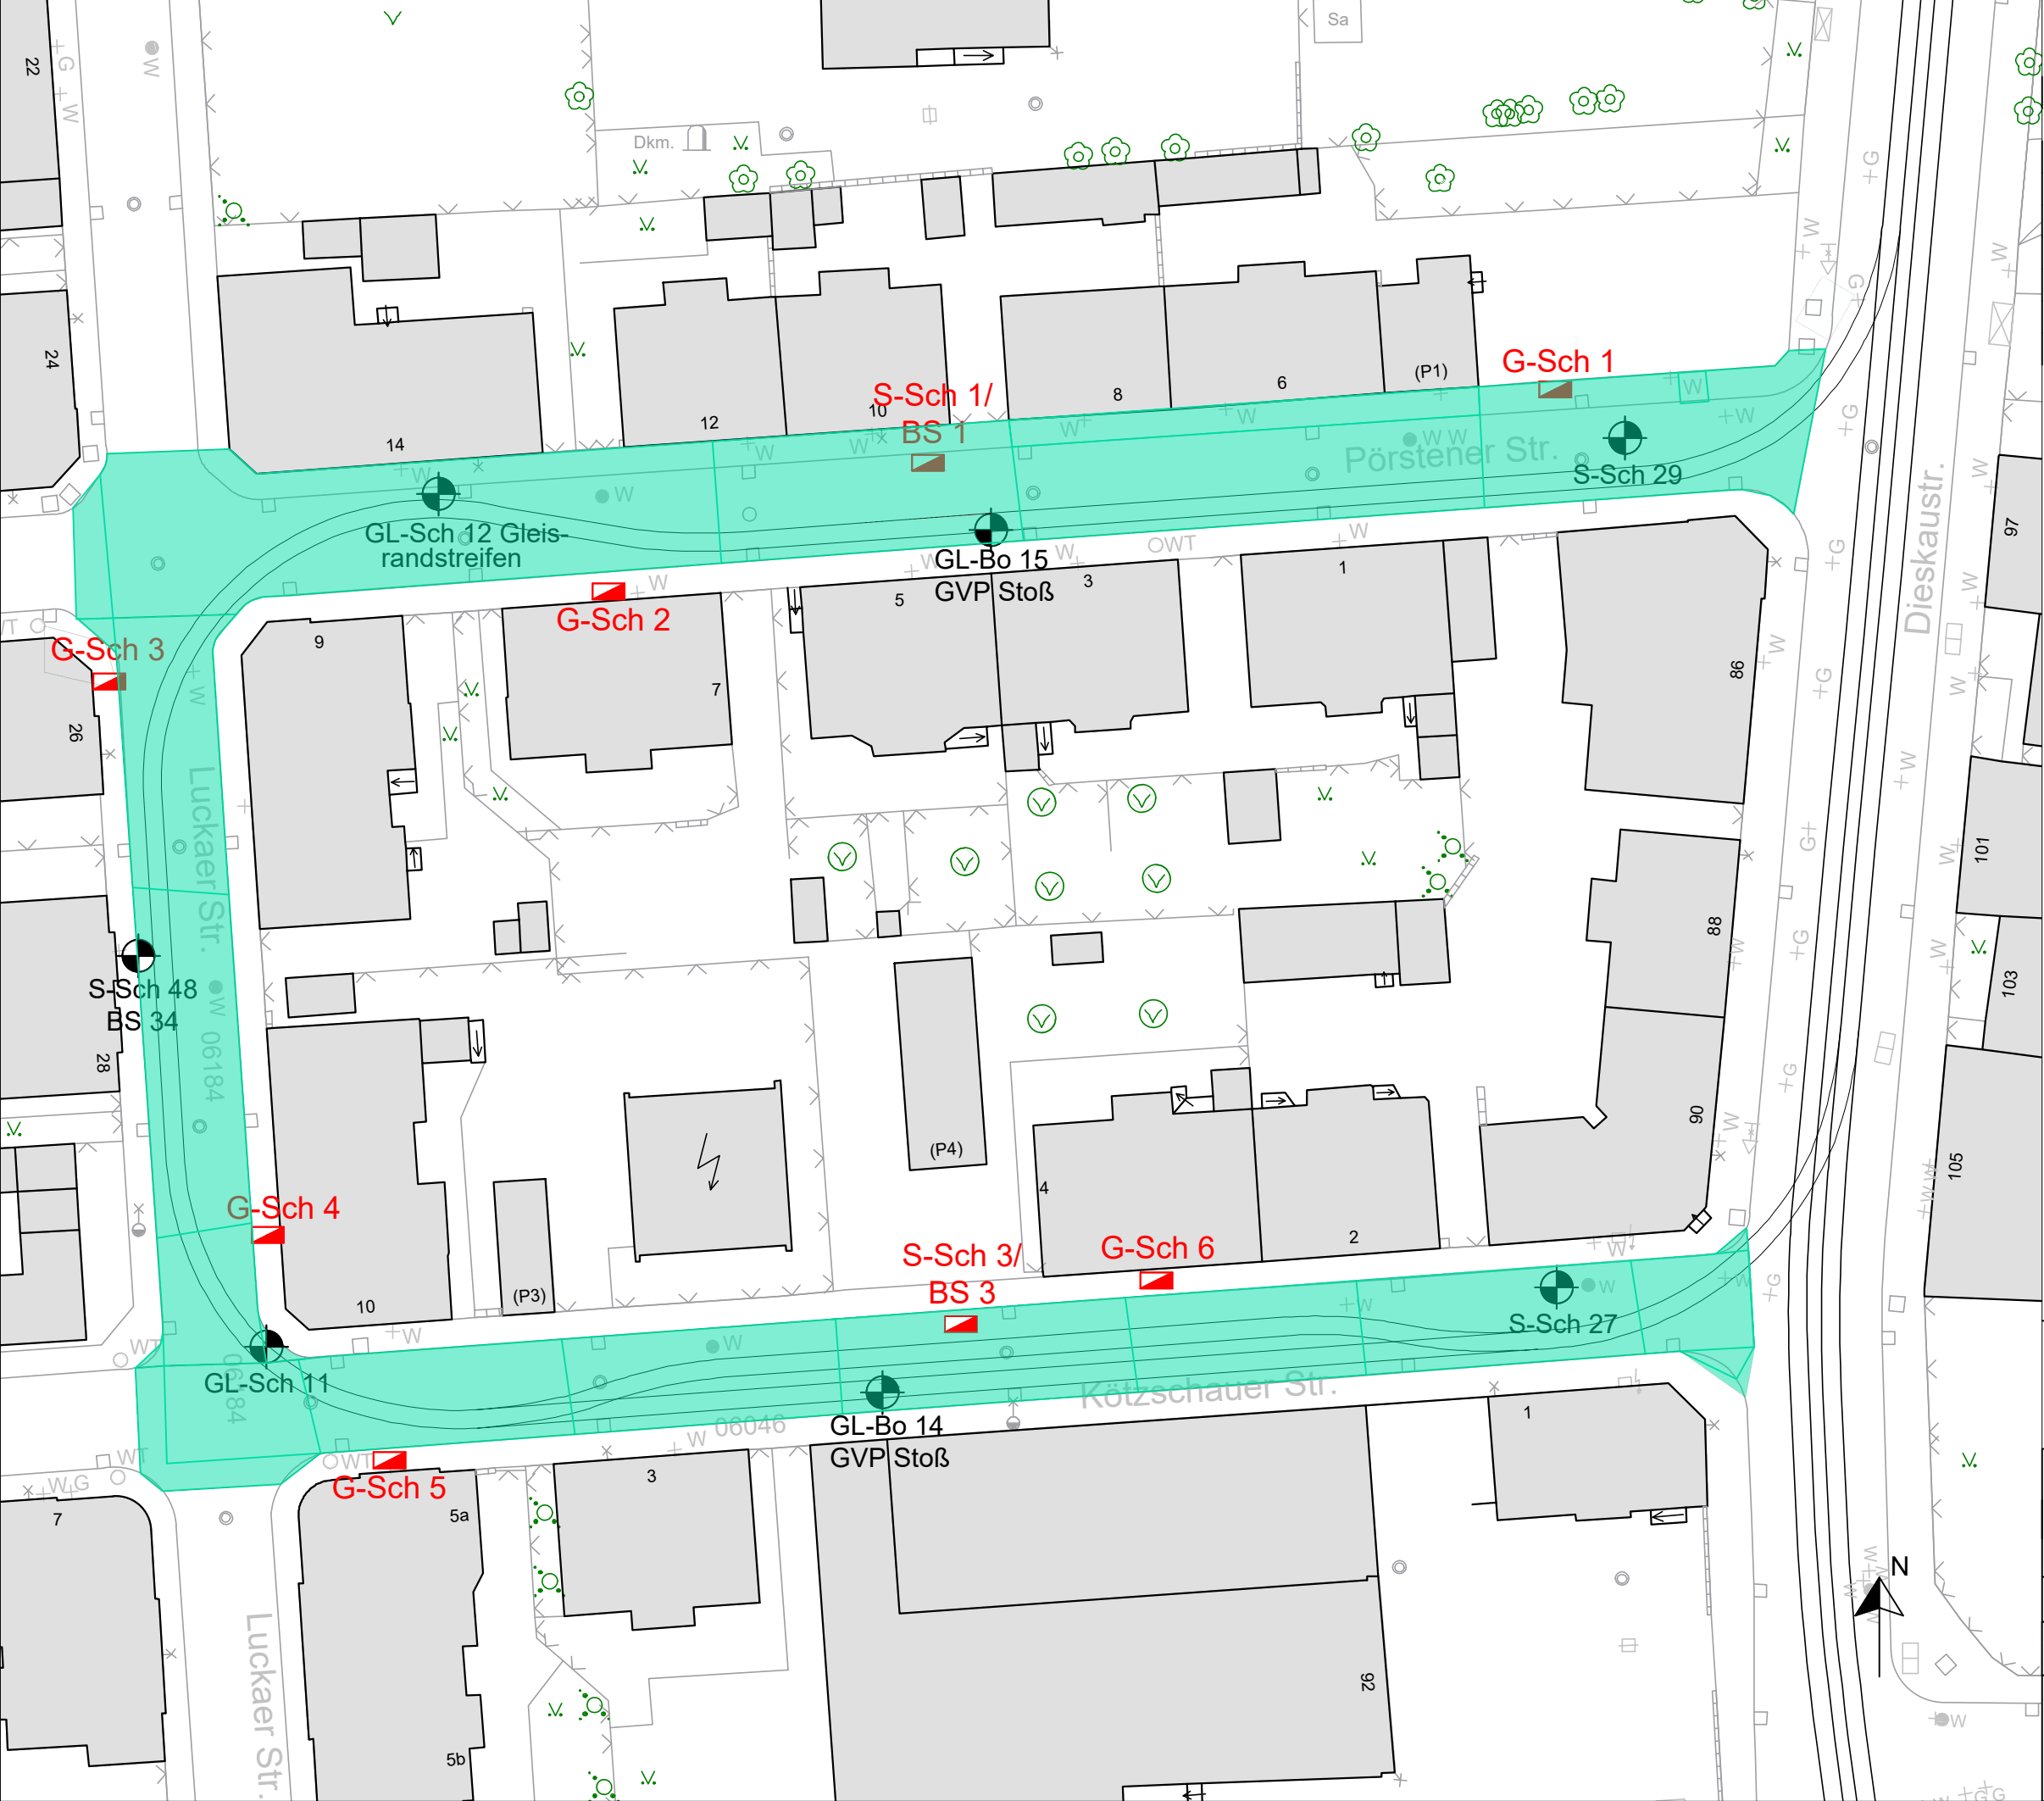 Sa
22
G
W
W
Dkm.
G
W
G
W
24
G-Sch 1
(P1)
6
8
S-Sch 1/
10
BS 1
12
14
W
W
W
W
W
W
W
W W
Pörstener Str.
S-Sch 29
G
W
GL-Sch 12 Gleis-
randstreifen
W
W
OWT
W
GL-Bo 15
GVP Stoß
Dieskaustr.
97
G
W
G-Sch 2
W
5
3
1
86
W
G-Sch 3
9
7
W
G
W
26
W
Luckaer Str.
G
101
W
88
W
G
W
103
S-Sch 48
BS 34
W
06184
28
G
90
W
(P4)
105
W W
4
G-Sch 4
S-Sch 3/
BS 3
G-Sch 6
2
W
(P3)
10
W
W
W
W
W
G
S-Sch 27
WT
GL-Sch 11
06184
Kötzschauer Str.
06046
W
GL-Bo 14
GVP Stoß
WT
OWT
W G
G-Sch 5
3
1
7
5a
N
92
Luckaer Str.
5b
W
G G